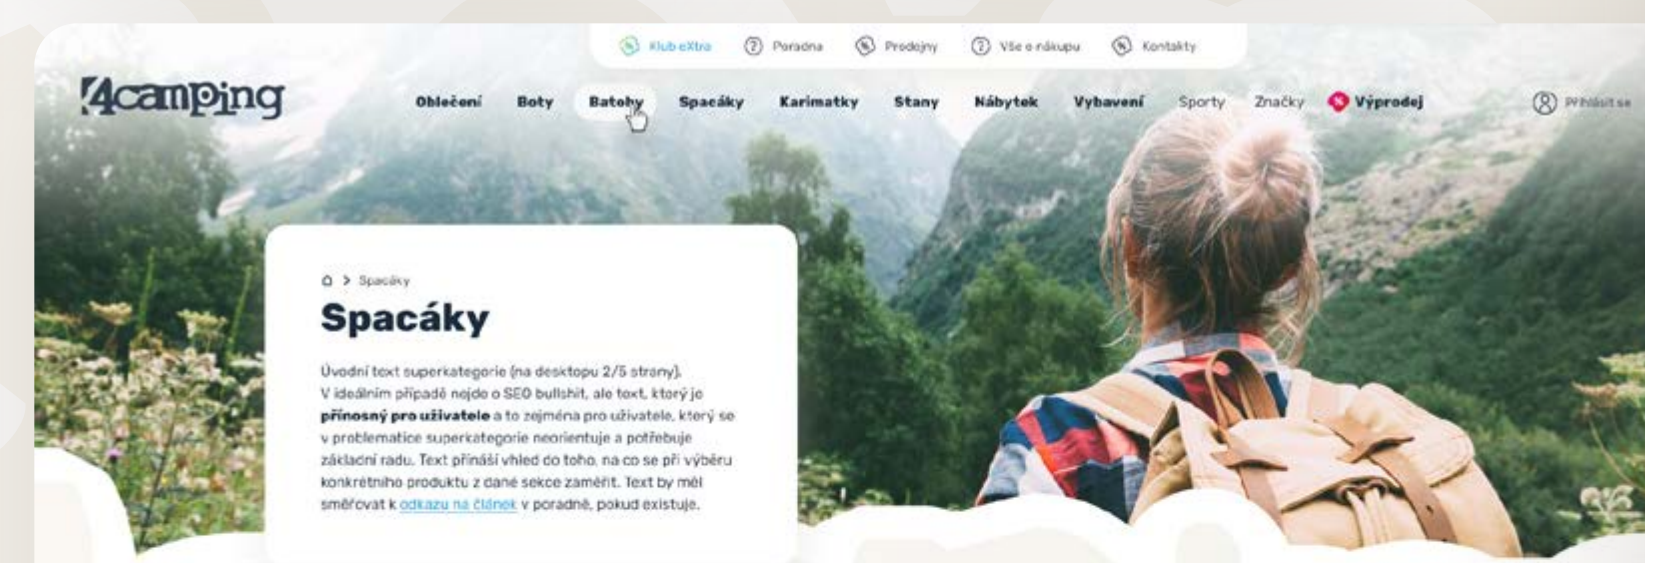 Klub eXtra Poradna Prodejny Vše o nákupu Kontakty
4camping Oblečení Boty Batohy Spacáky Karimatky Stany Nábytek Vybavení Sporty Značky % Výprodej Přihlásit se
> Spacáky
Spacáky
Úvodní text superkategorie (na desktopu 2/5 strany).
V ideálním případě nejde o SEO bullshit, ale text, který je
přínosný pro uživatele a to zejména pro uživatele, který se
v problematice superkategorie neorientuje a potřebuje
základní radu. Text přináší vhled do toho, na co se při výběru
konkrétního produktu z dané sekce zaměřit. Text by měl
směřovat k odkazu na článek v poradně, pokud existuje.